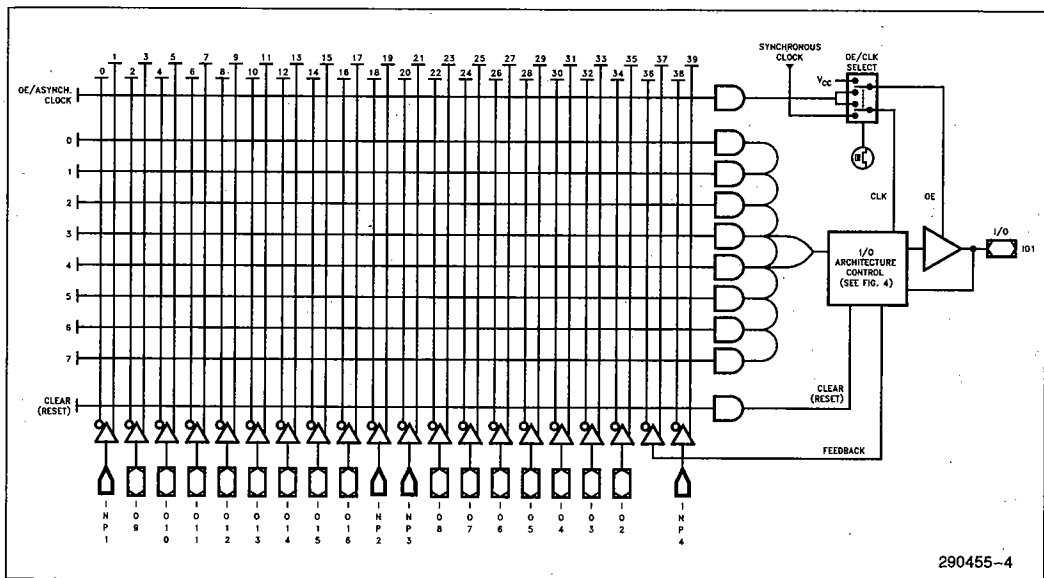 1 3 5 7 9 11 13 15 17 19 21 23 25 27 29 31 33 35 37 39
0 2 4 6 8 10 12 14 16 18 20 22 24 26 28 30 32 34 36 38
SYNCHRONOUS
CLOCK
OE/CLK
SELECT
VCC
OE/ASYNCH.
CLOCK
0
1
2
3
4
5
6
7
CLEAR
(RESET)
CLK
OE
I/O
ARCHITECTURE
CONTROL
(SEE FIG. 4)
I/O
IO1
CLEAR
(RESET)
FEEDBACK
INP1
IO9
IO10
IO11
IO12
IO13
IO14
IO15
IO16
INP2
INP3
IO8
IO7
IO6
IO5
IO4
IO3
IO2
INP4
290455-4